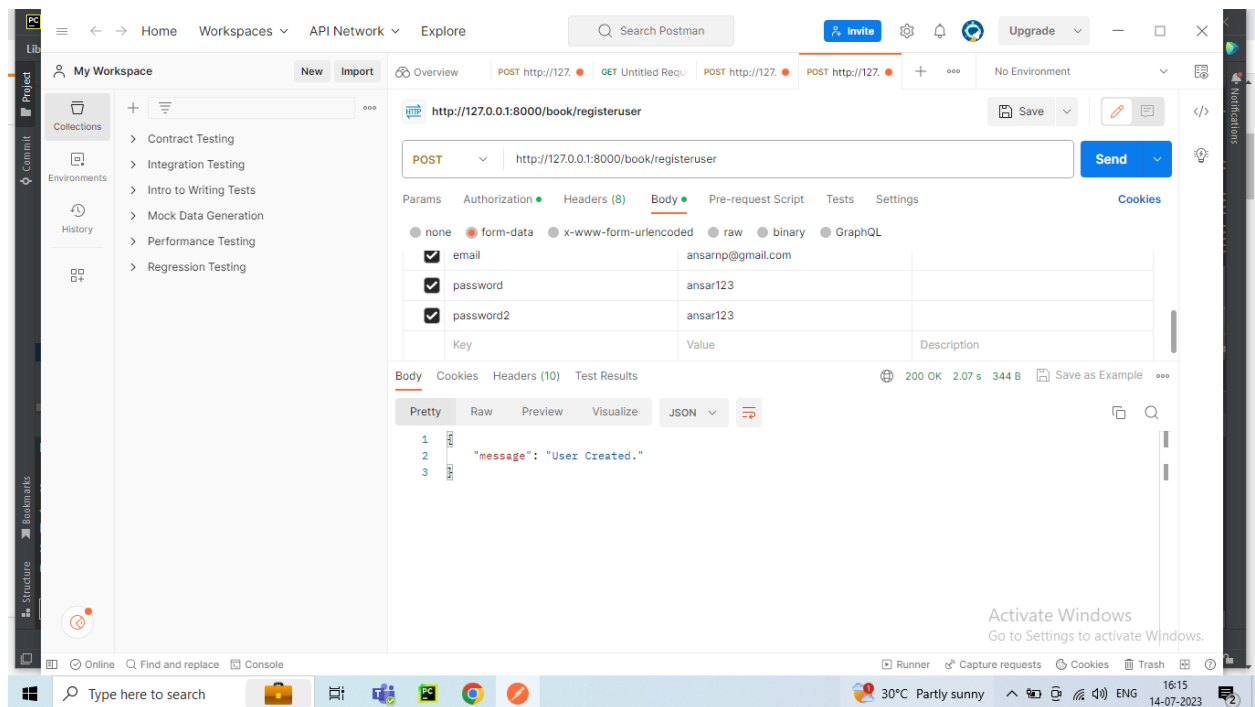 PC
Home Workspaces API Network Explore Search Postman Invite Upgrade
Lib
My Workspace New Import Overview POST http://127. GET Untitled Requ POST http://127. POST http://127. No Environment
Project
Notifications
Collections
http://127.0.0.1:8000/book/registeruser Save
Contract Testing
Commit
Environments
Integration Testing
POST http://127.0.0.1:8000/book/registeruser Send
Intro to Writing Tests
Params Authorization Headers (8) Body Pre-request Script Tests Settings Cookies
History
Mock Data Generation
none form-data x-www-form-urlencoded raw binary GraphQL
Performance Testing
email ansarnp@gmail.com
Regression Testing
password ansar123
password2 ansar123
Key Value Description
Body Cookies Headers (10) Test Results 200 OK 2.07 s 344 B Save as Example
Pretty Raw Preview Visualize JSON
1 {
2 "message": "User Created."
3 }
Bookmarks
Structure
Activate Windows
Go to Settings to activate Windows.
Online Find and replace Console Runner Capture requests Cookies Trash
Type here to search 30°C Partly sunny ENG 16:15
14-07-2023 2